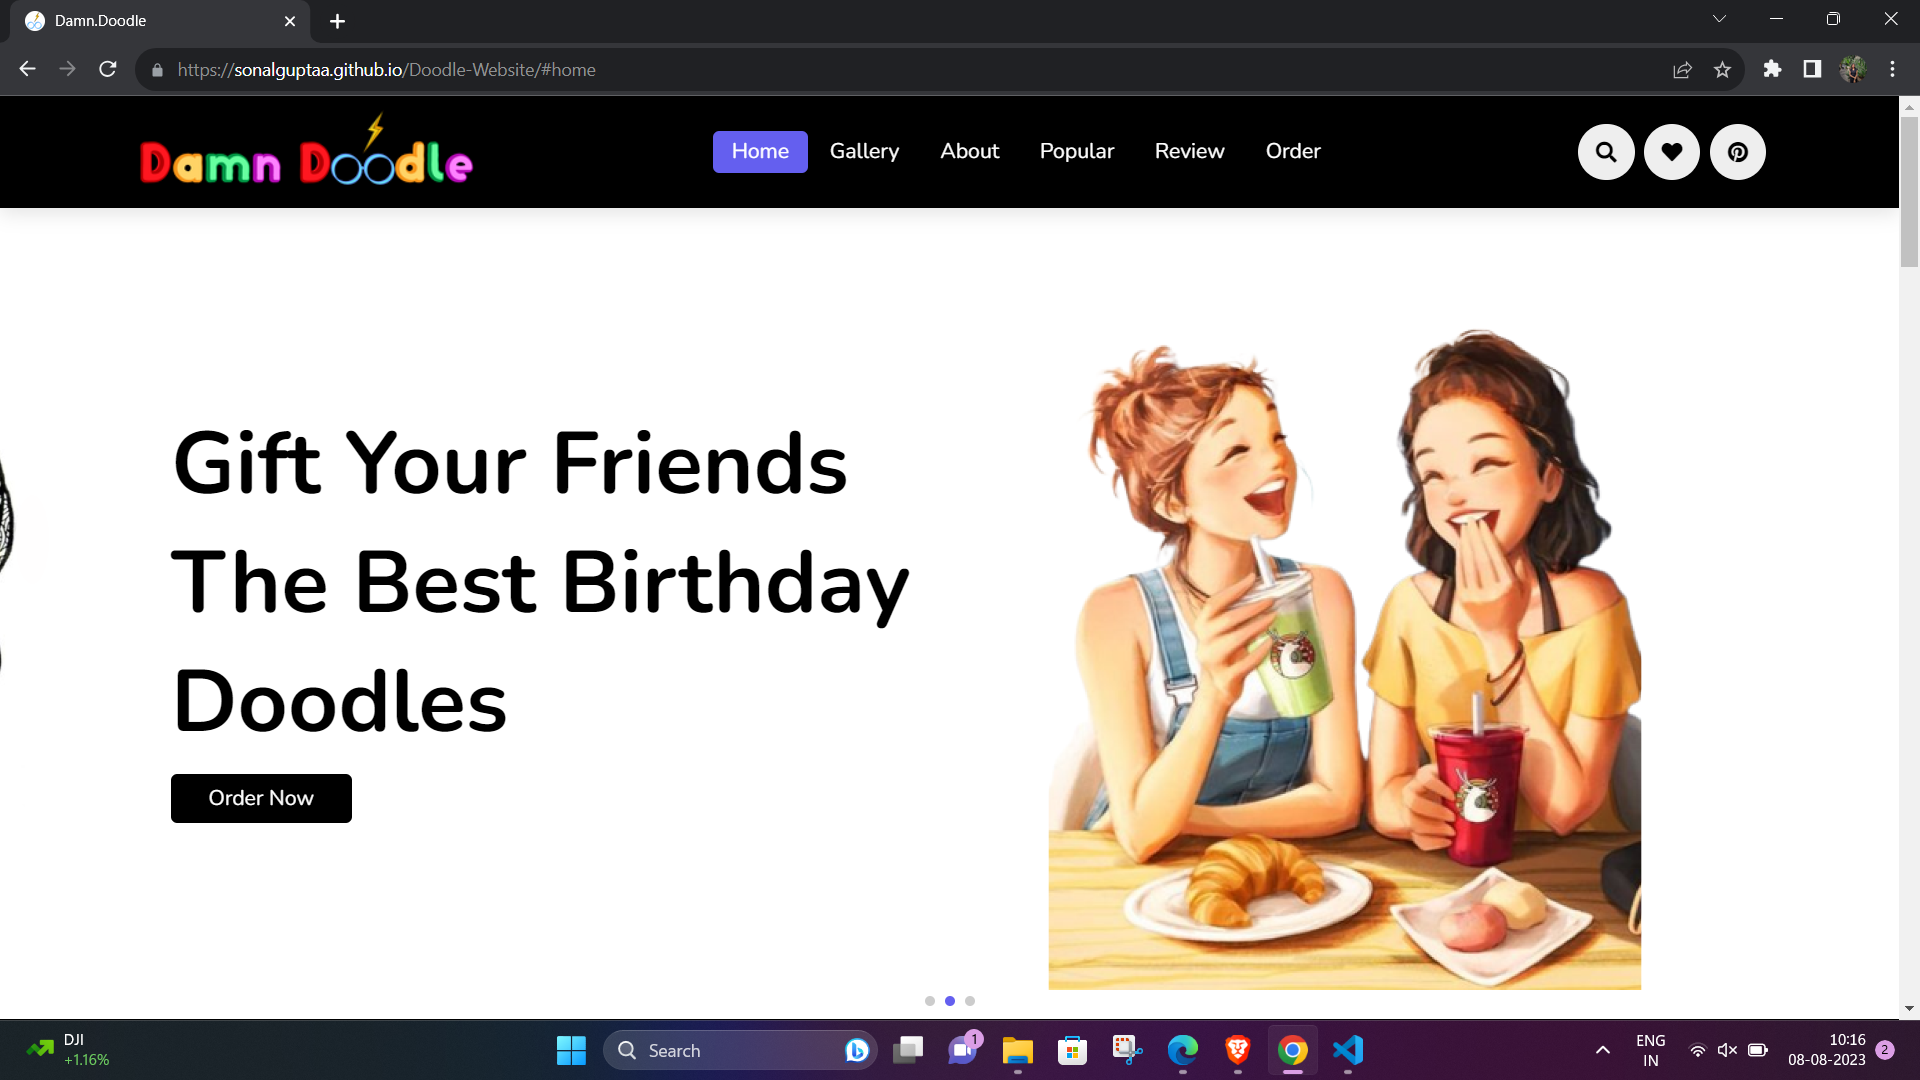 Damn.Doodle
https://sonalguptaa.github.io/Doodle-Website/#home
Damn Doodle
Home Gallery About Popular Review Order
Gift Your Friends
The Best Birthday
Doodles
Order Now
DJI
+1.16%
Search
1
ENG
IN
10:16
08-08-2023
2